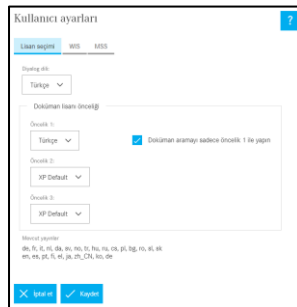 Kullanıcı ayarları
?
Lisan seçimi WIS MSS
Diyalog dili:
Türkçe
Doküman lisanı önceliği
Öncelik 1:
Türkçe
Doküman aramayı sadece öncelik 1 ile yapın
Öncelik 2:
XP Default
Öncelik 3:
XP Default
Mevcut yayınlar
de, fr, it, nl, da, sv, no, tr, hu, ru, cs, pl, bg, ro, sl, sk
en, es, pt, fi, el, ja, zh_CN, ko, de
İptal et Kaydet